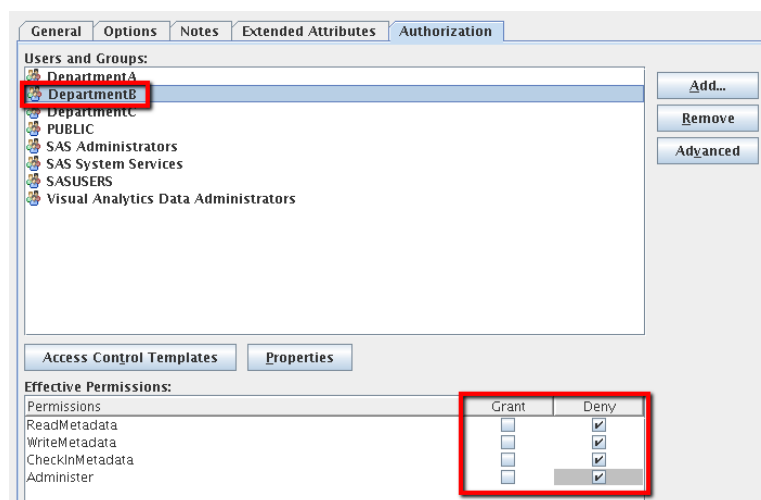 General Options Notes Extended Attributes Authorization
Users and Groups:
DepartmentA
DepartmentB
DepartmentC
PUBLIC
SAS Administrators
SAS System Services
SASUSERS
Visual Analytics Data Administrators
Add...
Remove
Advanced
Access Control Templates Properties
Effective Permissions:
Permissions Grant Deny
ReadMetadata
WriteMetadata
CheckInMetadata
Administer